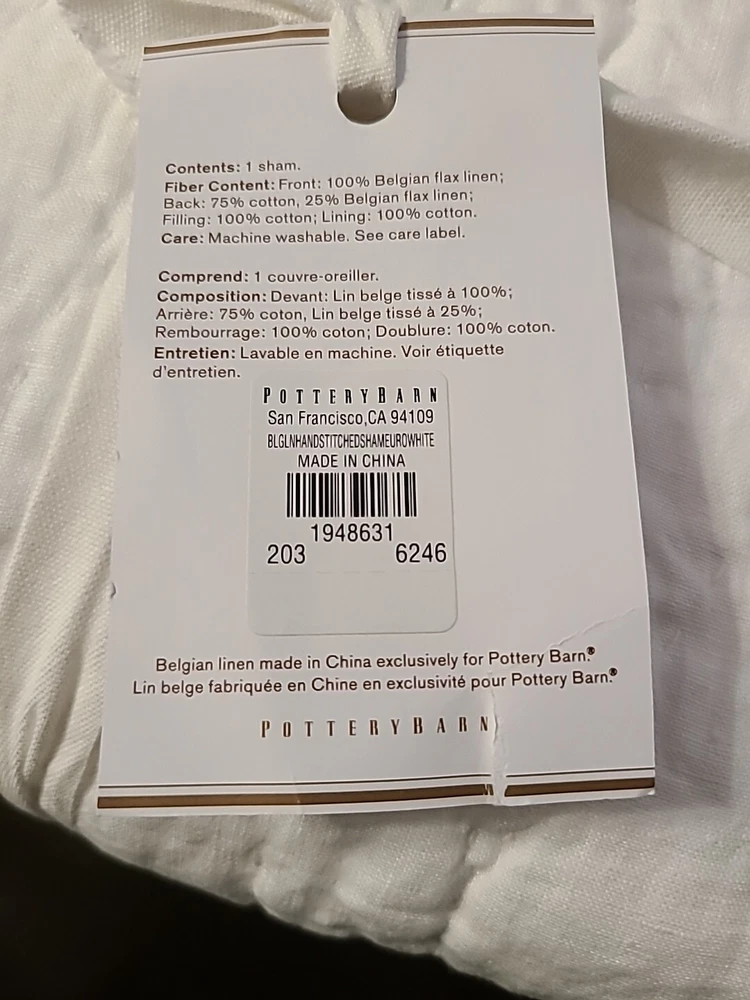 Contents: 1 sham.
Fiber Content: Front: 100% Belgian flax linen;
Back: 75% cotton, 25% Belgian flax linen;
Filling: 100% cotton; Lining: 100% cotton.
Care: Machine washable. See care label.
Comprend: 1 couvre-oreiller.
Composition: Devant: Lin belge tissé à 100%;
Arrière: 75% coton, Lin belge tissé à 25%;
Rembourrage: 100% coton; Doublure: 100% coton.
Entretien: Lavable en machine. Voir étiquette
d'entretien.
POTTERY BARN
San Francisco,CA 94109
BLGLNHANDSTITCHEDSHAMEUROWHITE
MADE IN CHINA
1948631
203 6246
Belgian linen made in China exclusively for Pottery Barn.®
Lin belge fabriquée en Chine en exclusivité pour Pottery Barn.®
POTTERY BARN